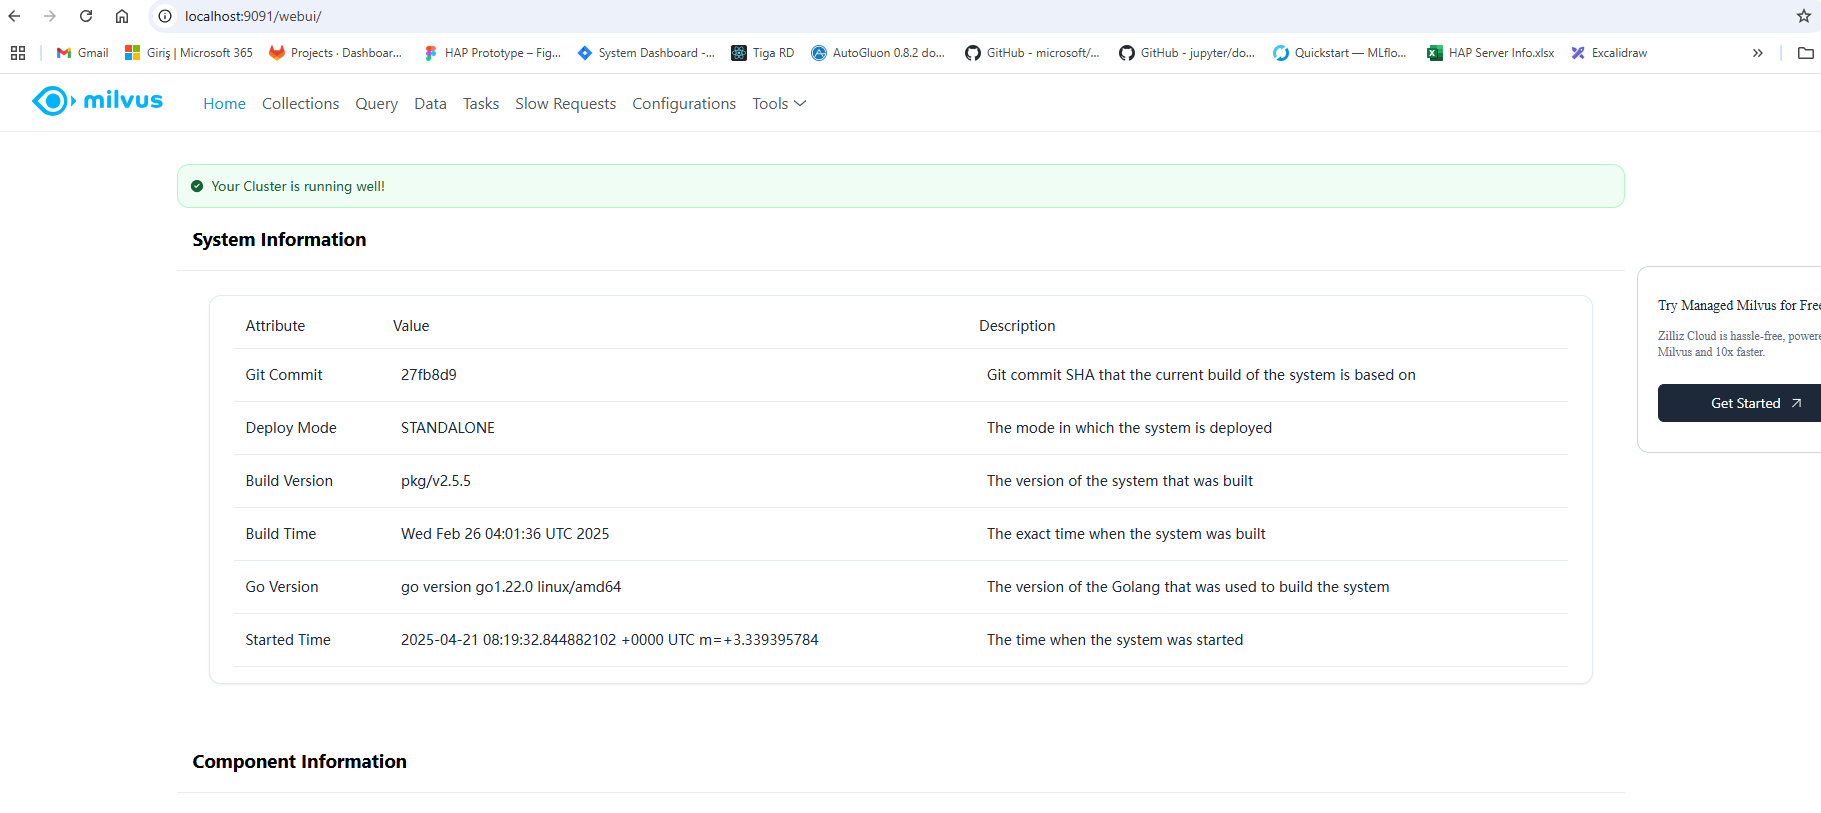 localhost:9091/webui/
Gmail Giriş | Microsoft 365 Projects · Dashboar... HAP Prototype – Fig... System Dashboard -... Tiga RD AutoGluon 0.8.2 do... GitHub - microsoft/... GitHub - jupyter/do... Quickstart — MLflo... HAP Server Info.xlsx Excalidraw
milvus Home Collections Query Data Tasks Slow Requests Configurations Tools
Your Cluster is running well!
System Information
Attribute Value Description
Git Commit 27fb8d9 Git commit SHA that the current build of the system is based on
Deploy Mode STANDALONE The mode in which the system is deployed
Build Version pkg/v2.5.5 The version of the system that was built
Build Time Wed Feb 26 04:01:36 UTC 2025 The exact time when the system was built
Go Version go version go1.22.0 linux/amd64 The version of the Golang that was used to build the system
Started Time 2025-04-21 08:19:32.844882102 +0000 UTC m=+3.339395784 The time when the system was started
Try Managed Milvus for Free
Zilliz Cloud is hassle-free, powere
Milvus and 10x faster.
Get Started
Component Information